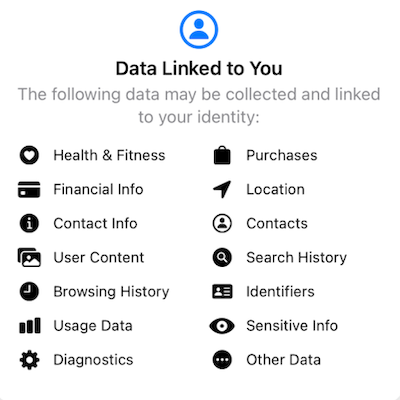 Data Linked to You
The following data may be collected and linked
to your identity:
Health & Fitness
Purchases
Financial Info
Location
Contact Info
Contacts
User Content
Search History
Browsing History
Identifiers
Usage Data
Sensitive Info
Diagnostics
Other Data